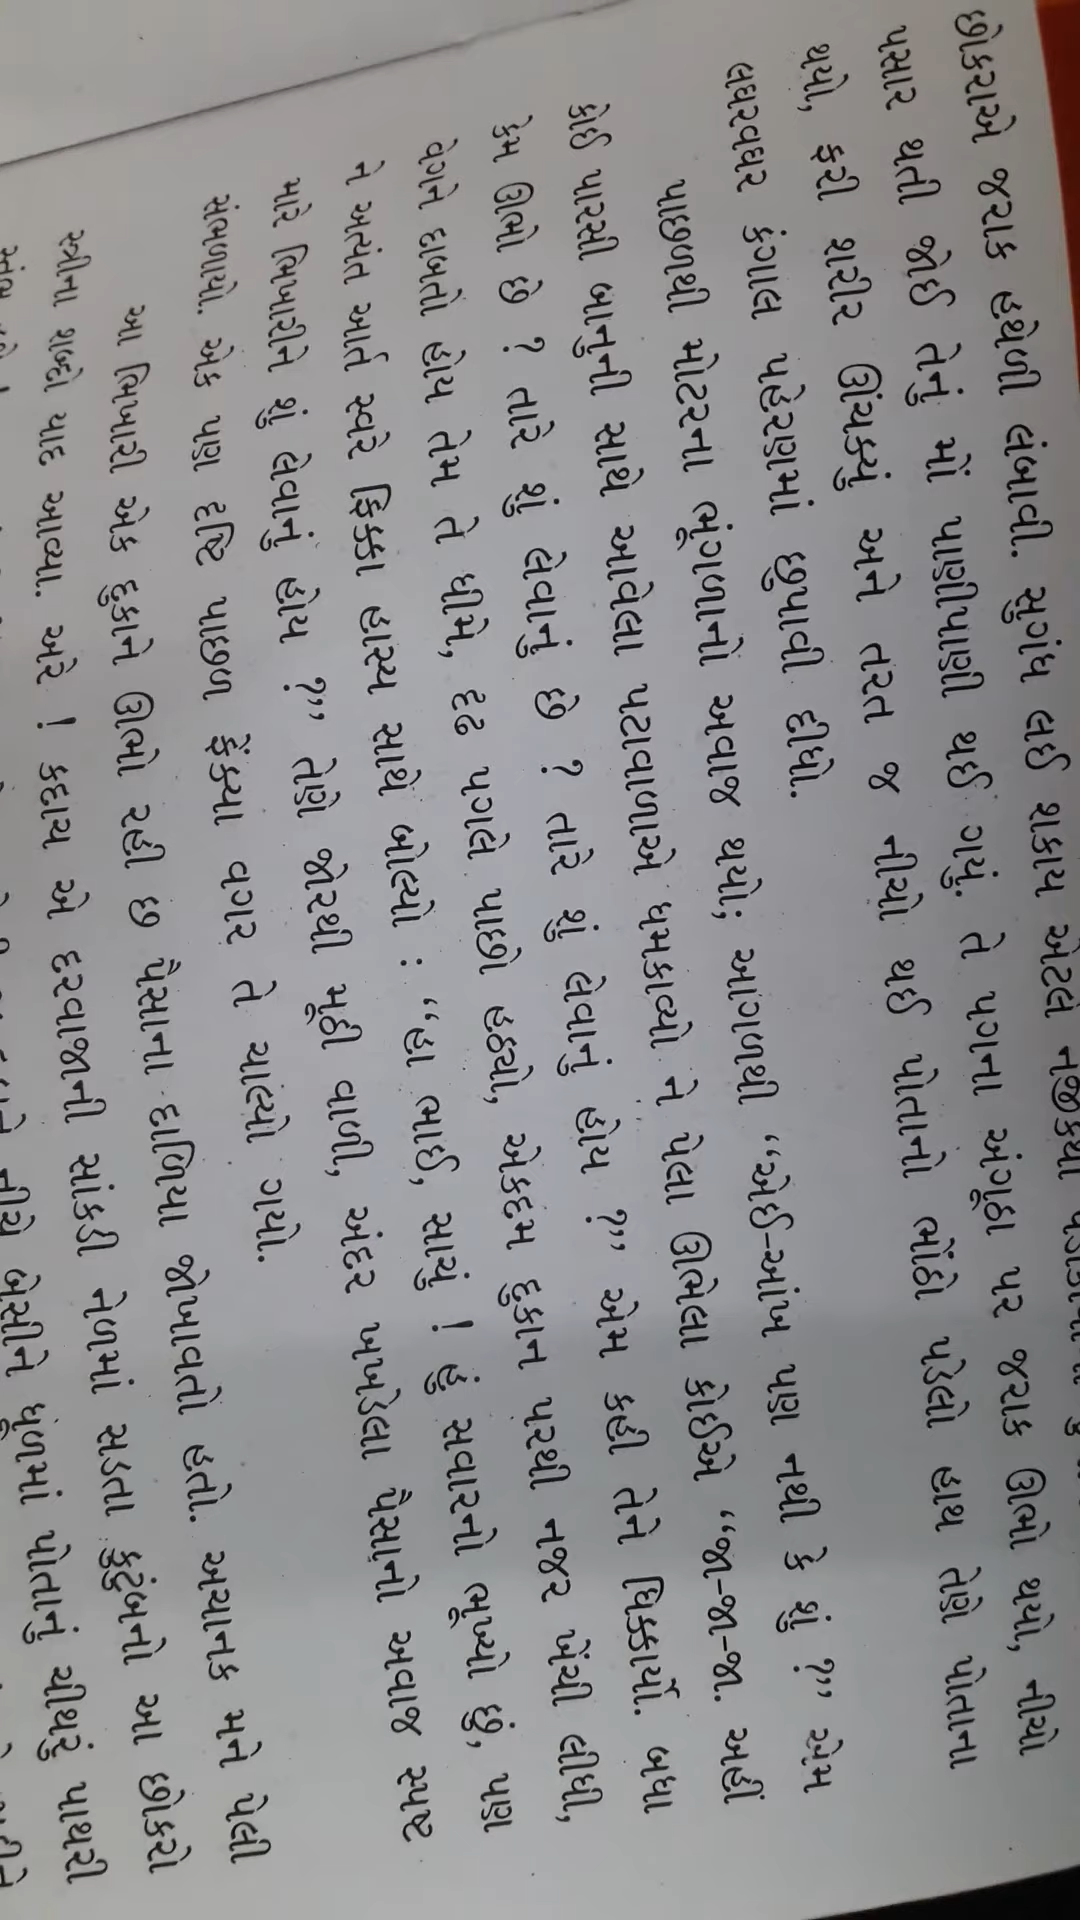 છોકરાએ જરાક હથેળી લંબાવી. સુગંધ લઈ શકાય એટલે નજીકથી
પસાર થતી જોઈ તેનું મોં પાણીપાણી થઈ ગયું. તે પગના અંગૂઠા પર જરાક ઊભો થયો, નીચો
થયો, ફરી શરીર ઊંચક્યું અને તરત જ નીચો થઈ પોતાનો ભોંઠો પડેલો હાથ તેણે પોતાના
લઘરવઘર કંગાલ પહેરણમાં છુપાવી દીધો.
પાછળથી મોટરના ભૂંગળાનો અવાજ થયો; આગળથી “એઈ-આંખ પણ નથી કે શું ?” એમ
કોઈ પારસી બાનુની સાથે આવેલા પટાવાળાએ ધમકાવ્યો ને પેલા ઊભેલા કોઈએ “જા-જા-જા. અહીં
કેમ ઊભો છે ? તારે શું લેવાનું છે ? તારે શું લેવાનું હોય ?” એમ કહી તેને ધિક્કાર્યો. બધા
વેગને દાબતો હોય તેમ તે ધીમે, દૃઢ પગલે પાછો હઠ્યો, એકદમ દુકાન પરથી નજર ખેંચી લીધી,
ને અત્યંત આર્ત સ્વરે ફિક્કા હાસ્ય સાથે બોલ્યો : “હા ભાઈ, સાચું ! હું સવારનો ભૂખ્યો છું, પણ
મારે ભિખારીને શું લેવાનું હોય ?” તેણે જોરથી મૂઠી વાળી, અંદર ખખડેલા પૈસાનો અવાજ સ્પષ્ટ
સંભળાયો. એક પણ દૃષ્ટિ પાછળ ફેંક્યા વગર તે ચાલ્યો ગયો.
આ ભિખારી એક દુકાને ઊભો રહી છ પૈસાના દાળિયા જોખાવતો હતો. અચાનક મને પેલી
સ્ત્રીના શબ્દો યાદ આવ્યા. અરે ! કદાચ એ દરવાજાની સાંકડી નેળમાં સડતા કુટુંબનો આ છોકરો
નીચે બેસીને ધૂળમાં પોતાનું ચીંથરું પાથરી